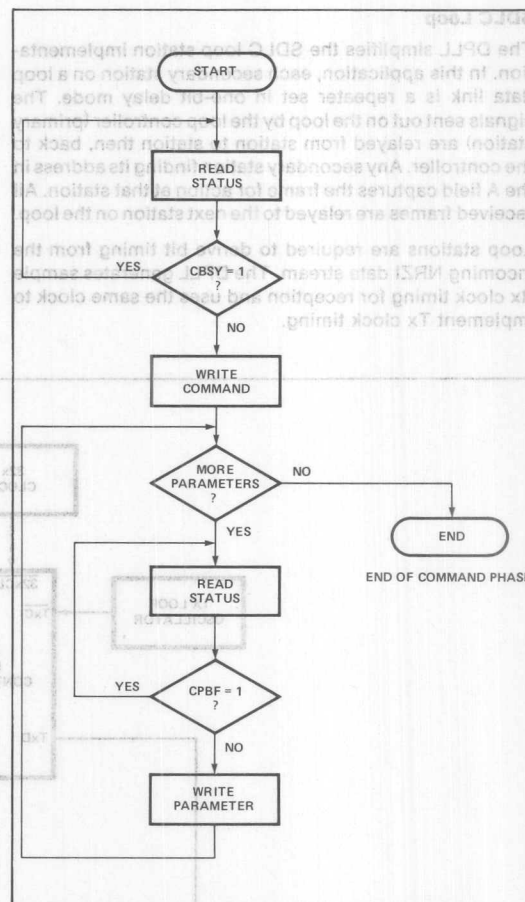 SDLC Loop
The DPLL simplifies the SDLC loop station implementa-
tion. In this application, each secondary station on a loop
data link is a repeater set in one-bit delay mode. The
signals sent out on the loop by the loop controller (primary
station) are relayed from station to station then, back to
the controller. Any secondary station finding its address in
the A field captures the frame for action at that station. All
received frames are relayed to the next station on the loop.
Loop stations are required to derive bit timing from the
incoming NRZI data stream. The DPLL generates sample
Rx clock timing for reception and uses the same clock to
implement Tx clock timing.
START
READ
STATUS
YES
CBSY = 1
?
NO
WRITE
COMMAND
MORE
PARAMETERS
?
NO
YES
END
END OF COMMAND PHASE
READ
STATUS
YES
CPBF = 1
?
NO
WRITE
PARAMETER
OSCILLATOR
TxC
TxD